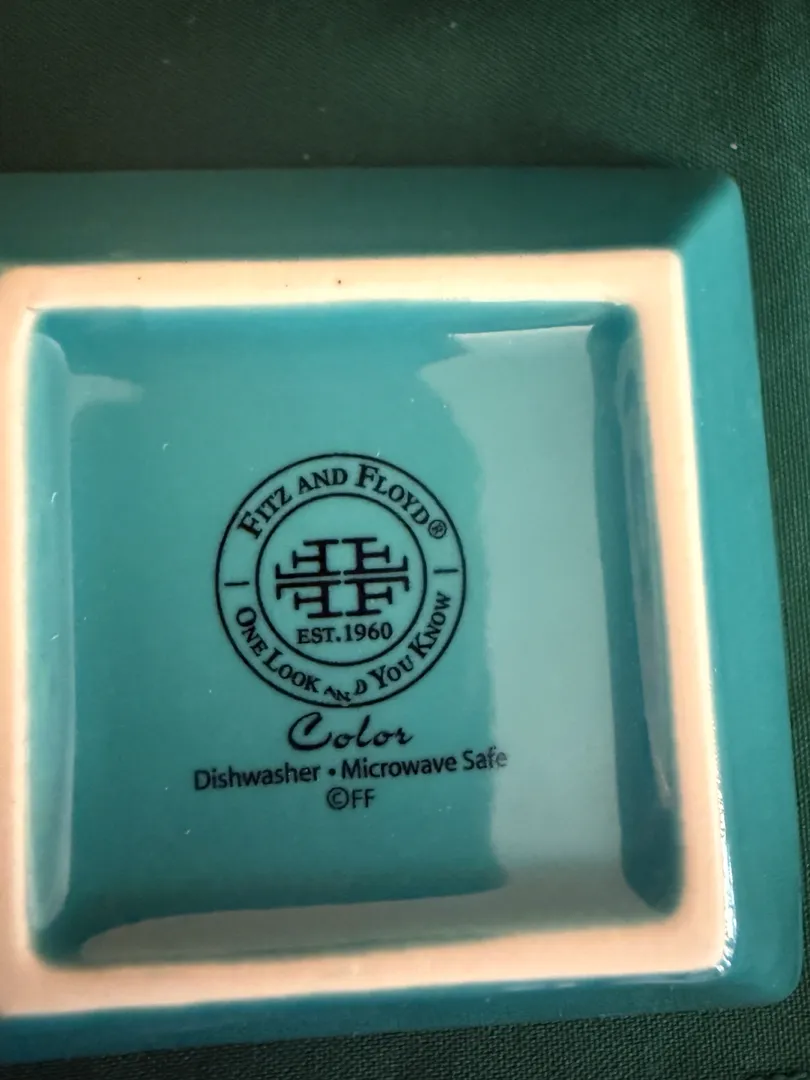 FITZ AND FLOYD®
EST. 1960
ONE LOOK AND YOU KNOW
Color
Dishwasher • Microwave Safe
©FF